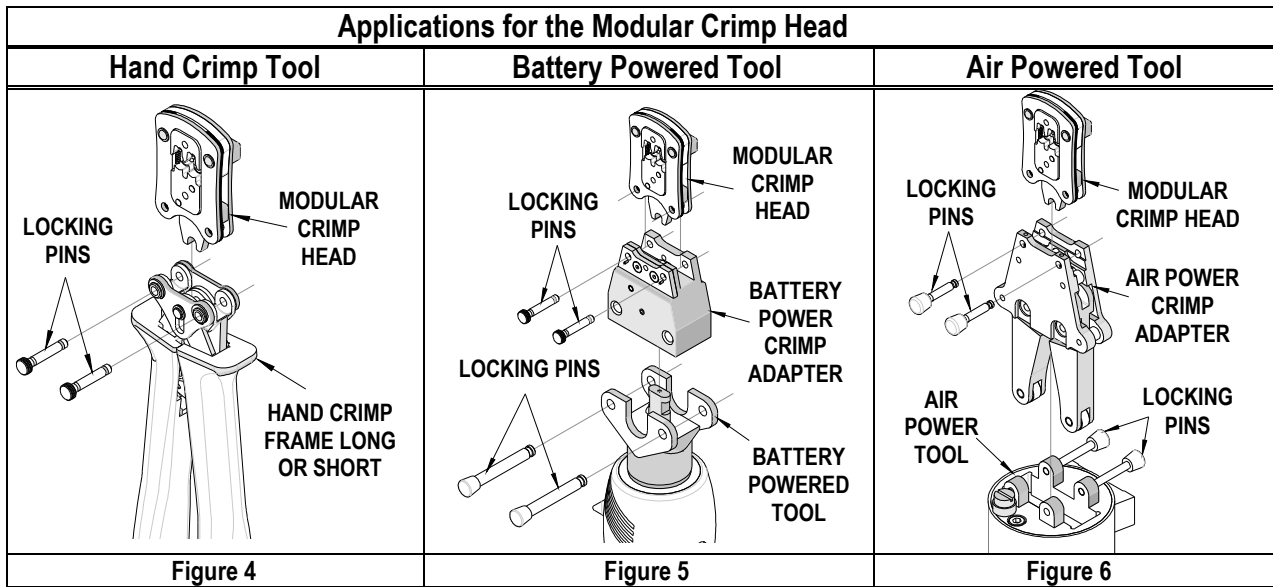 Applications for the Modular Crimp Head
Hand Crimp Tool
Battery Powered Tool
Air Powered Tool
LOCKING
PINS
MODULAR
CRIMP
HEAD
HAND CRIMP
FRAME LONG
OR SHORT
LOCKING
PINS
MODULAR
CRIMP
HEAD
BATTERY
POWER
CRIMP
ADAPTER
LOCKING PINS
BATTERY
POWERED
TOOL
LOCKING
PINS
MODULAR
CRIMP HEAD
AIR POWER
CRIMP
ADAPTER
AIR
POWER
TOOL
LOCKING
PINS
Figure 4
Figure 5
Figure 6